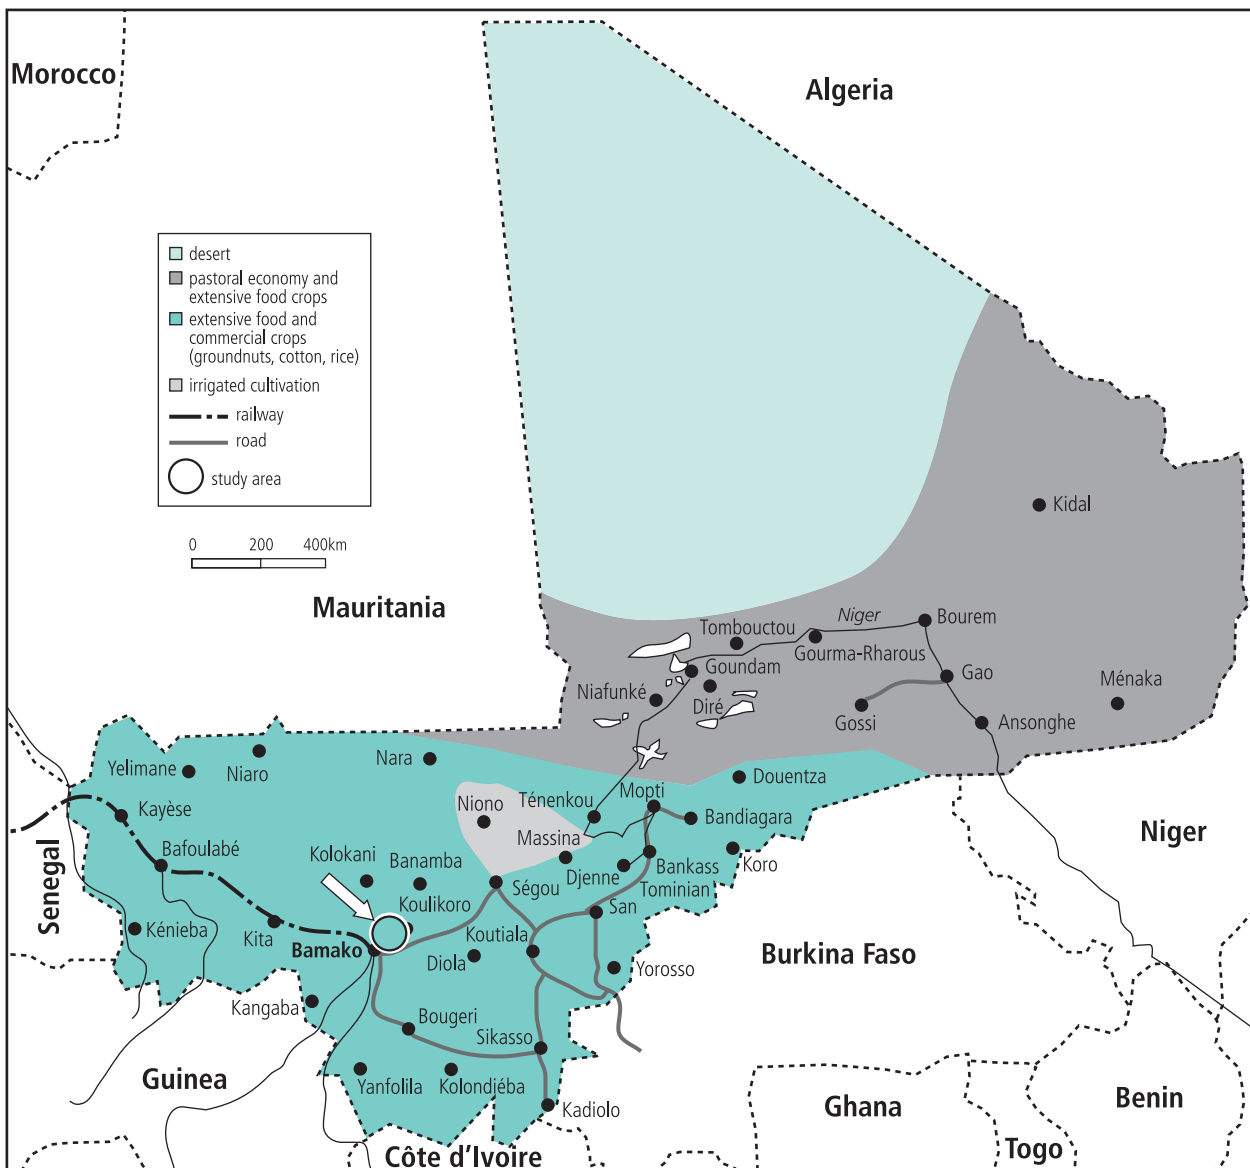 Morocco
Algeria
desert
pastoral economy and
extensive food crops
extensive food and
commercial crops
(groundnuts, cotton, rice)
irrigated cultivation
railway
road
study area
0 200 400km
Mauritania
Kidal
Niger
Bourem
Tombouctou
Gourma-Rharous
Goundam
Gao
Ménaka
Niafunké
Diré
Gossi
Ansonghe
Nara
Niaro
Yelimane
Douentza
Mopti
Ténenkou
Niono
Kayèse
Bandiagara
Massina
Niger
Bafoulabé
Kolokani
Banamba
Koro
Bankass
Djenne
Ségou
Tominian
Senegal
Koulikoro
San
Kénieba
Kita
Koutiala
Bamako
Diola
Burkina Faso
Yorosso
Kangaba
Bougeri
Sikasso
Guinea
Yanfolila
Kolondjéba
Kadiolo
Ghana
Benin
Togo
Côte d'Ivoire